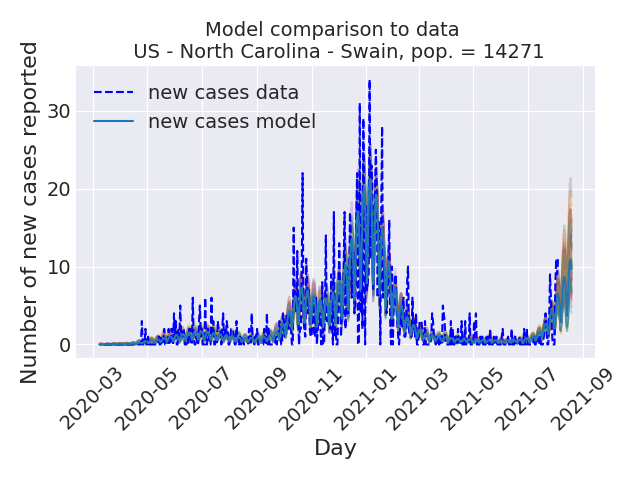 Model comparison to data
US - North Carolina - Swain, pop. = 14271
Number of new cases reported
30
20
10
0
new cases data
new cases model
2020-03
2020-05
2020-07
2020-09
2020-11
2021-01
2021-03
2021-05
2021-07
2021-09
Day